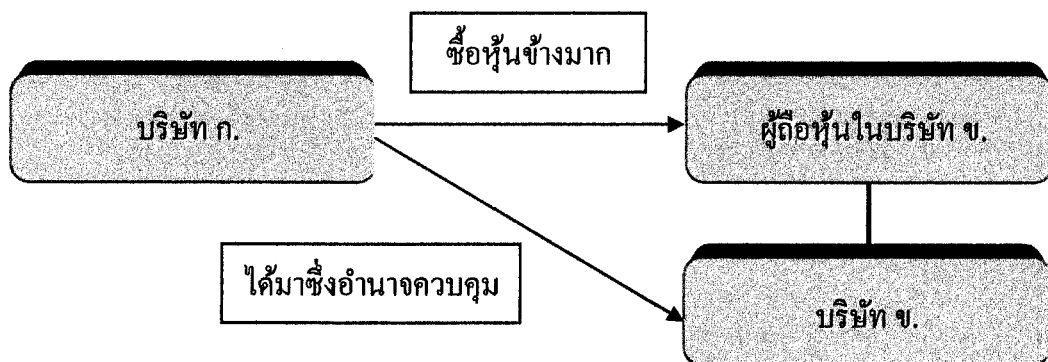 ซื้อหุ้นข้างมาก
บริษัท ก.
ผู้ถือหุ้นในบริษัท ข.
ได้มาซึ่งอำนาจควบคุม
บริษัท ข.